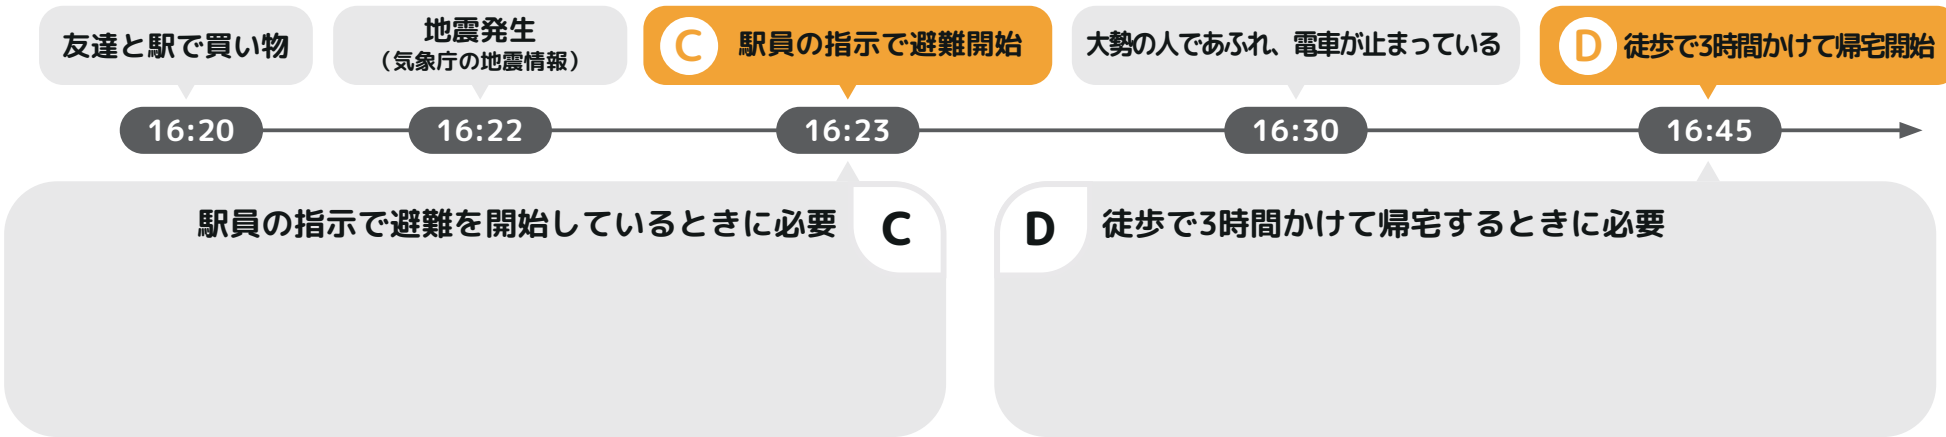 友達と駅で買い物
地震発生
（気象庁の地震情報）
C 駅員の指示で避難開始
大勢の人であふれ、電車が止まっている
D 徒歩で3時間かけて帰宅開始
16:20
16:22
16:23
16:30
16:45
駅員の指示で避難を開始しているときに必要 C
D 徒歩で3時間かけて帰宅するときに必要